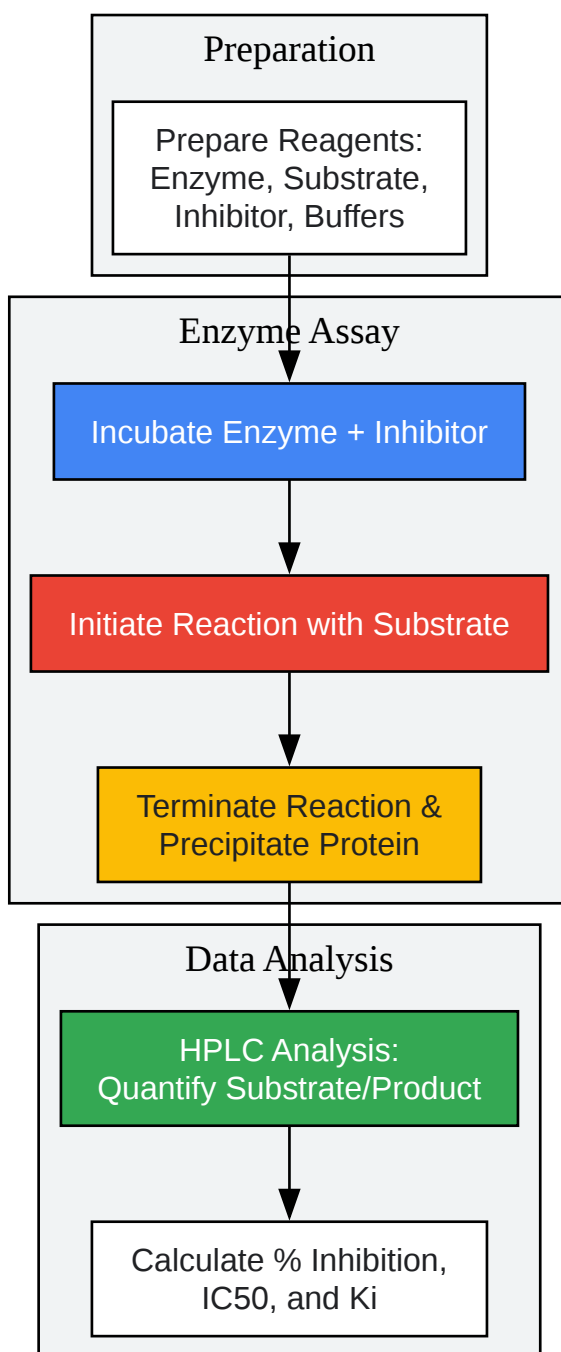 Preparation
Prepare Reagents:
Enzyme, Substrate,
Inhibitor, Buffers
Enzyme Assay
Incubate Enzyme + Inhibitor
Initiate Reaction with Substrate
Terminate Reaction &
Precipitate Protein
Data Analysis
HPLC Analysis:
Quantify Substrate/Product
Calculate % Inhibition,
IC50, and Ki